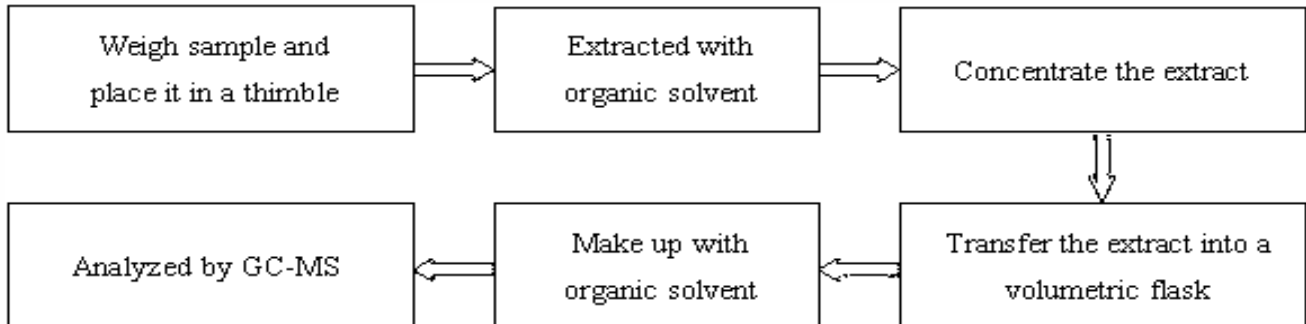 Weigh sample and
place it in a thimble
Extracted with
organic solvent
Concentrate the extract
Transfer the extract into a
volumetric flask
Make up with
organic solvent
Analyzed by GC-MS